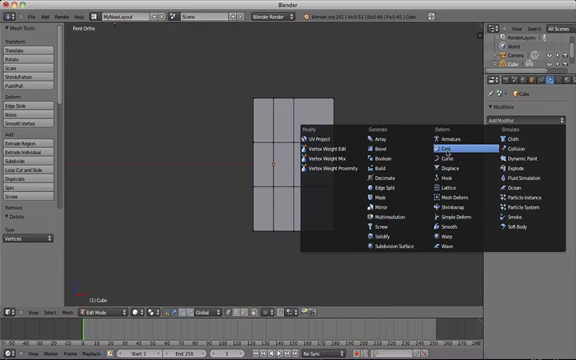 Blender
File Add Render Window Help
MyNewLayout
Scene
Blender Render
Cube
Mesh Tools
Front Ortho
Transform:
Translate
Rotate
Scale
Shrink/Fatten
Push/Pull
Deform:
Edge Slide
Noise
Smooth Vertex
Add:
Extrude Region
Extrude Individual
Subdivide
Loop Cut and Slide
Duplicate
Spin
Screw
Remove:
Delete
Type
Vertices
All Scenes
RenderLayers
World
Camera
Cube
Cube
Modifiers
Add Modifier
Modify
UV Project
Vertex Weight Edit
Vertex Weight Mix
Vertex Weight Proximity
Generate
Array
Bevel
Boolean
Build
Decimate
Edge Split
Mask
Mirror
Multiresolution
Screw
Solidify
Subdivision Surface
Deform
Armature
Cast
Curve
Displace
Hook
Lattice
Mesh Deform
Shrinkwrap
Simple Deform
Smooth
Warp
Wave
Simulate
Cloth
Collision
Dynamic Paint
Explode
Fluid Simulation
Ocean
Particle Instance
Particle System
Smoke
Soft Body
(1) Cube
View Select Mesh
Edit Mode
Global
View Marker Frame Playback
Start: 1
End: 250
1
No Sync